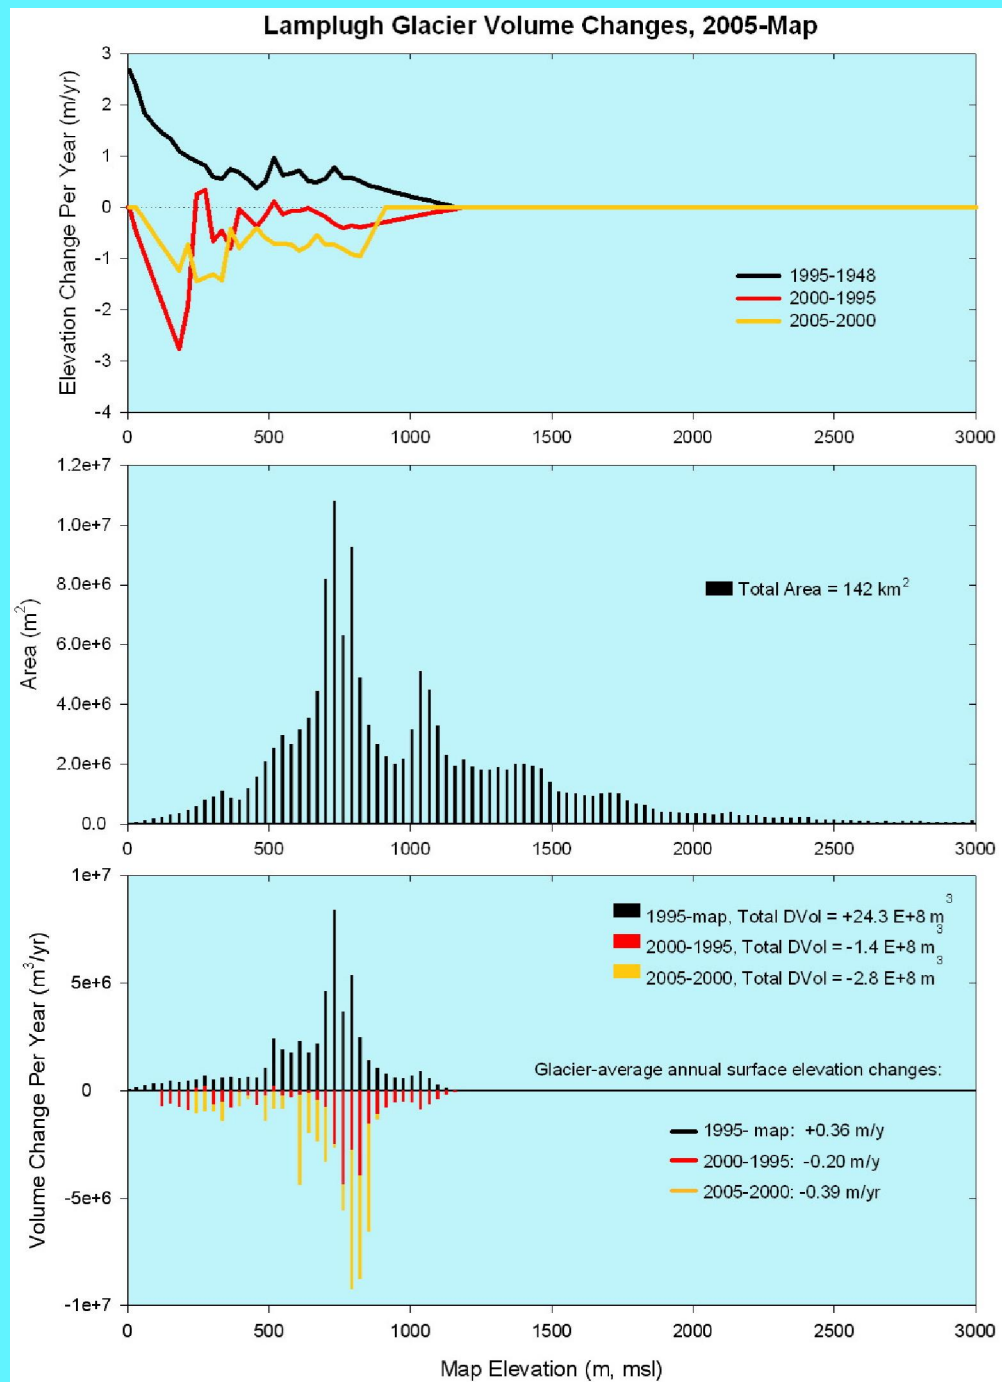 Lamplugh Glacier Volume Changes, 2005-Map
Elevation Change Per Year (m/yr)
3
2
1
0
-1
-2
-3
-4
1995-1948
2000-1995
2005-2000
0
500
1000
1500
2000
2500
3000
Area (m²)
1.2e+7
1.0e+7
8.0e+6
6.0e+6
4.0e+6
2.0e+6
0.0
Total Area = 142 km²
0
500
1000
1500
2000
2500
3000
Volume Change Per Year (m³/yr)
1e+7
5e+6
0
-5e+6
-1e+7
1995-map, Total DVol = +24.3 E+8 m³
2000-1995, Total DVol = -1.4 E+8 m³
2005-2000, Total DVol = -2.8 E+8 m³
Glacier-average annual surface elevation changes:
1995- map: +0.36 m/y
2000-1995: -0.20 m/y
2005-2000: -0.39 m/yr
0
500
1000
1500
2000
2500
3000
Map Elevation (m, msl)